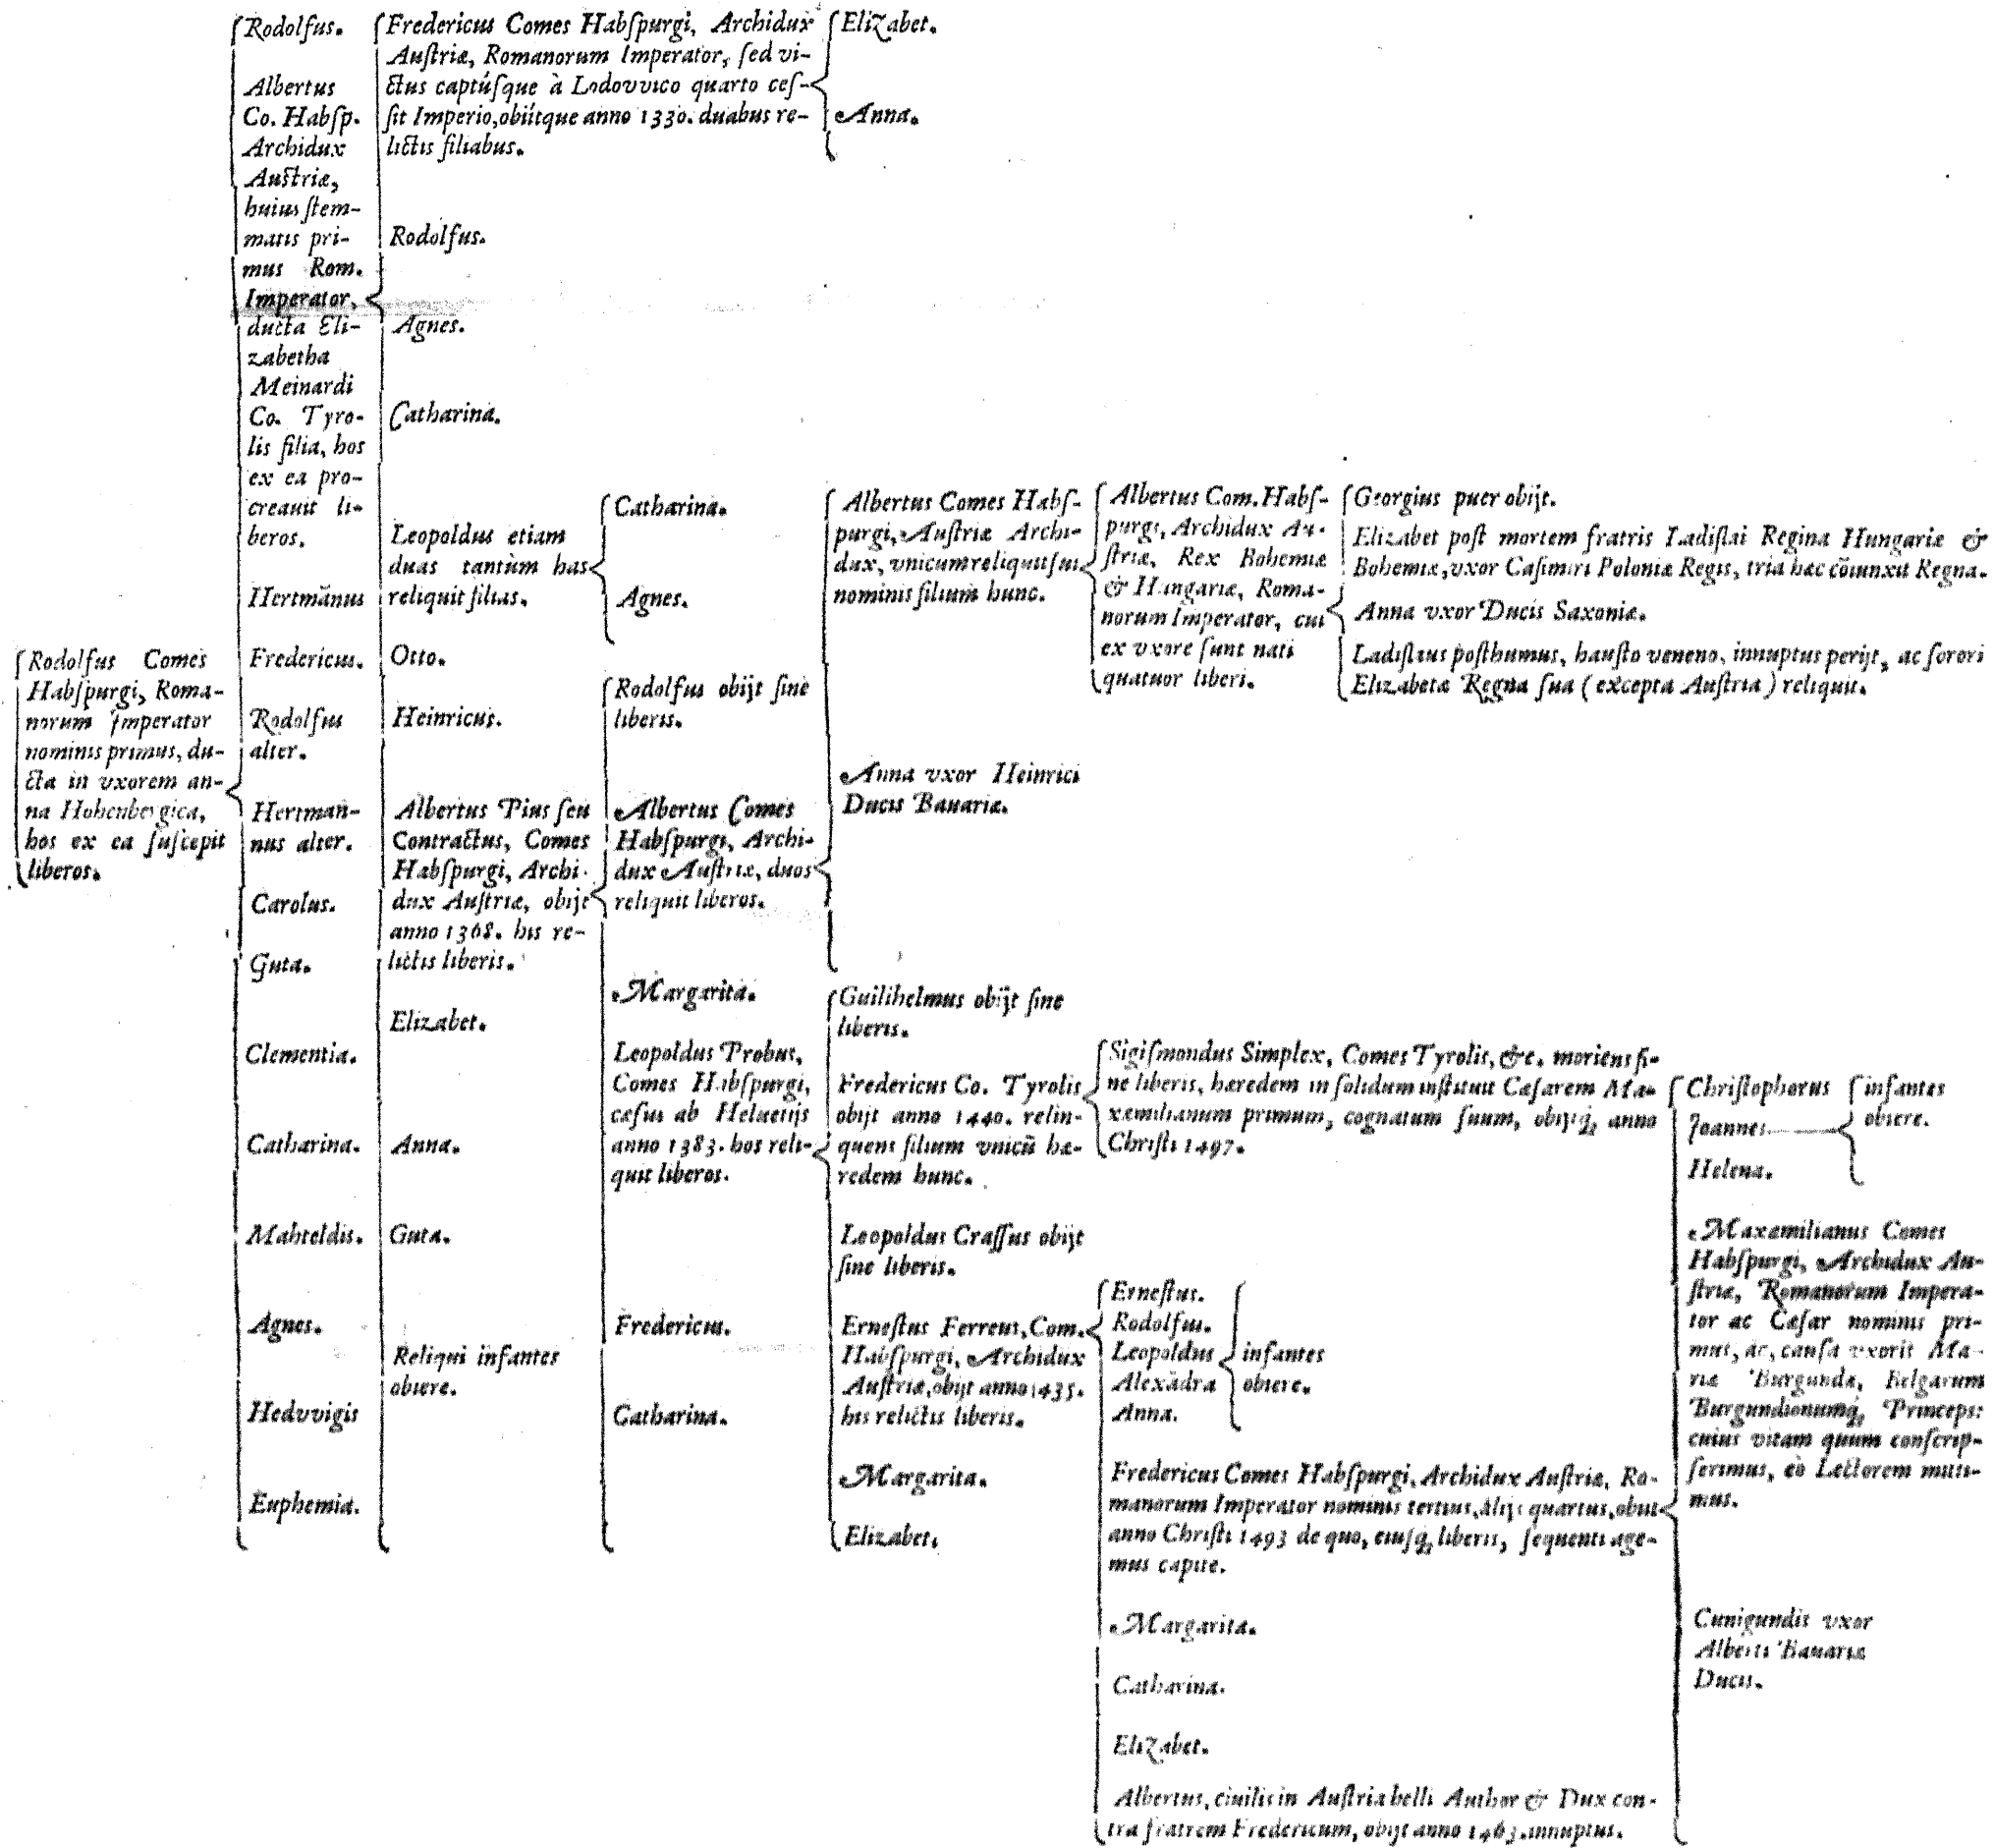 Rodolfus Comes
Habſpurgi, Roma-
norum Imperator
nominis primus, du-
cta in vxorem an-
na Hohenbergica,
hos ex ea ſuſcepit
liberos.
Rodolfus.
Albertus
Co. Habſp.
Archidux
Auſtriæ,
huius ſtem-
matis pri-
mus Rom.
Imperator,
ducta Eli-
zabetha
Meinardi
Co. Tyro-
lis filia, hos
ex ea pro-
creauit li-
beros.
Hertmãnus
Fredericus.
Rodolfus
alter.
Hertman-
nus alter.
Carolus.
Guta.
Clementia.
Catharina.
Mahteldis.
Agnes.
Hedvvigis
Euphemia.
Fredericus Comes Habſpurgi, Archidux
Auſtriæ, Romanorum Imperator, ſed vi-
ctus captúſque à Lodovvico quarto ceſ-
ſit Imperio, obiítque anno 1330. duabus re-
lictis filiabus.
Rodolfus.
Agnes.
Catharina.
Leopoldus etiam
duas tantùm has
reliquit filias.
Otto.
Heinricus.
Albertus Pius ſeu
Contractus, Comes
Habſpurgi, Archi-
dux Auſtriæ, obijt
anno 1368. his re-
lictis liberis.
Elizabet.
Anna.
Guta.
Reliqui infantes
obiere.
Elizabet.
Anna.
Catharina.
Agnes.
Rodolfus obijt ſine
liberis.
Albertus Comes
Habſpurgi, Archi-
dux Auſtriæ, duos
reliquit liberos.
Margarita.
Leopoldus Probus,
Comes Habſpurgi,
cæſus ab Heluetijs
anno 1383. hos reli-
quit liberos.
Fredericus.
Catharina.
Albertus Comes Habſ-
purgi, Auſtriæ Archi-
dux, vnicum reliquit ſui
nominis filium hunc.
Anna vxor Heinrici
Ducis Bauariæ.
Guilihelmus obijt ſine
liberis.
Fredericus Co. Tyrolis
obijt anno 1440. relin-
quens filium vnicũ hæ-
redem hunc.
Leopoldus Craſſus obijt
ſine liberis.
Erneſtus Ferreus, Com.
Habſpurgi, Archidux
Auſtriæ, obijt anno 1435.
his relictis liberis.
Margarita.
Elizabet.
Albertus Com. Habſ-
purgi, Archidux Au-
ſtriæ, Rex Bohemiæ
& Hungariæ, Roma-
norum Imperator, cui
ex vxore ſunt nati
quatuor liberi.
Georgius puer obijt.
Elizabet poſt mortem fratris Ladiſlai Regina Hungariæ &
Bohemiæ, vxor Caſimiri Poloniæ Regis, tria hæc cõiunxit Regna.
Anna vxor Ducis Saxoniæ.
Ladiſlaus poſthumus, hauſto veneno, innuptus perijt, ac ſorori
Elizabetæ Regna ſua (excepta Auſtria) reliquit.
Sigiſmondus Simplex, Comes Tyrolis, &c. moriens ſi-
ne liberis, hæredem in ſolidum inſtituit Cæſarem Ma-
xæmilianum primum, cognatum ſuum, obijtq; anno
Chriſti 1497.
Erneſtus.
Rodolfus.
Leopoldus
Alexãdra
Anna.
infantes
obiere.
Fredericus Comes Habſpurgi, Archidux Auſtriæ, Ro-
manorum Imperator nominis tertius, alijs quartus, obijt
anno Chriſti 1493 de quo, eiuſq; liberis, ſequenti age-
mus capite.
Margarita.
Catharina.
Elizabet.
Albertus, ciuilis in Auſtria belli Author & Dux con-
tra fratrem Fredericum, obijt anno 1463. innuptus.
Chriſtophorus
Joannes
Helena.
infantes
obiere.
Maxæmilianus Comes
Habſpurgi, Archidux Au-
ſtriæ, Romanorum Impera-
tor ac Cæſar nominis pri-
mus, ac, cauſa vxoris Ma-
riæ Burgundæ, Belgarum
Burgundionumq; Princeps:
cuius vitam quum conſcrip-
ſerimus, eò Lectorem mitti-
mus.
Cunigundis vxor
Alberti Bauariæ
Ducis.